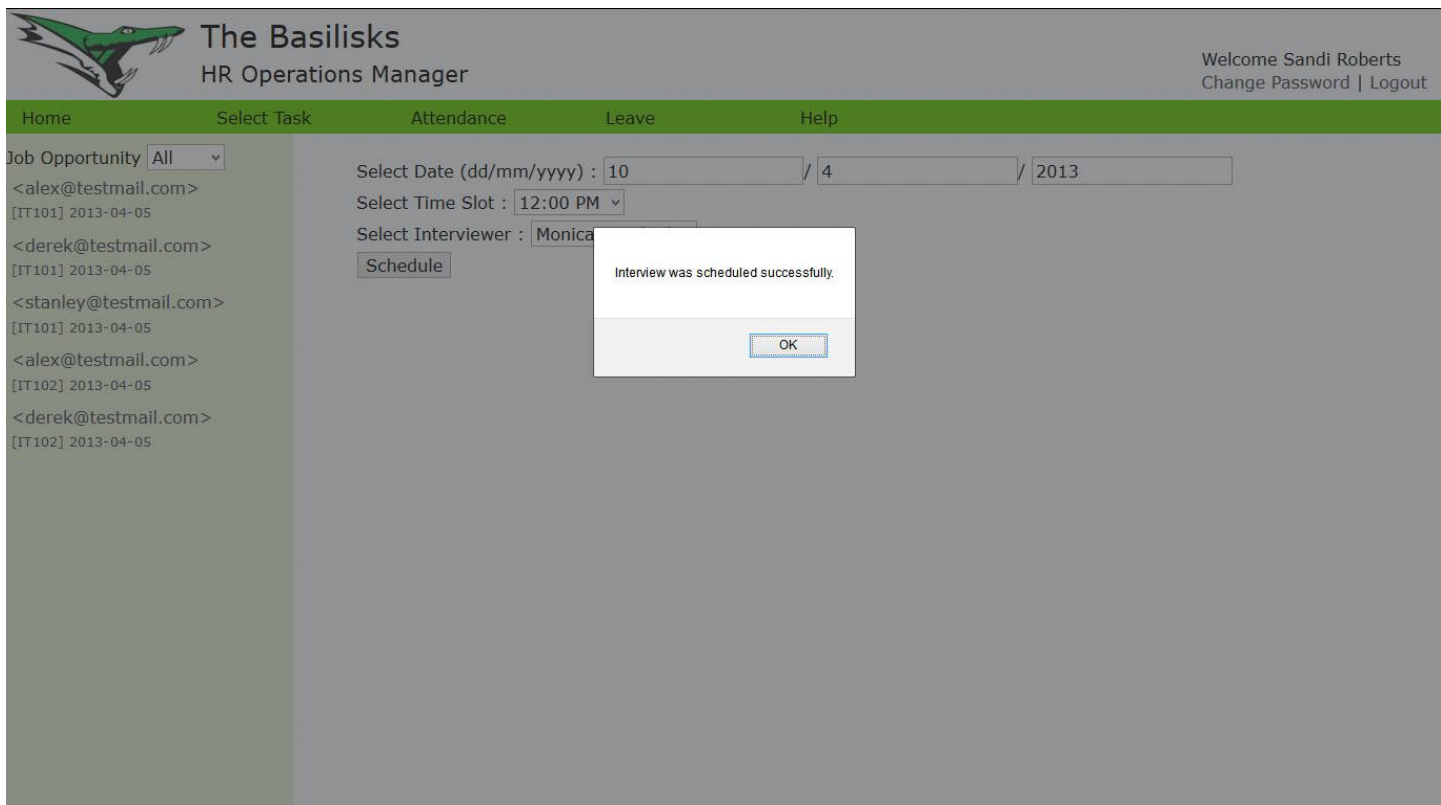 The Basilisks
HR Operations Manager
Welcome Sandi Roberts
Change Password | Logout
Home Select Task Attendance Leave Help
Job Opportunity All
<alex@testmail.com>
[IT101] 2013-04-05
<derek@testmail.com>
[IT101] 2013-04-05
<stanley@testmail.com>
[IT101] 2013-04-05
<alex@testmail.com>
[IT102] 2013-04-05
<derek@testmail.com>
[IT102] 2013-04-05
Select Date (dd/mm/yyyy) : 10 / 4 / 2013
Select Time Slot : 12:00 PM
Select Interviewer : Monica
Schedule
Interview was scheduled successfully.
OK